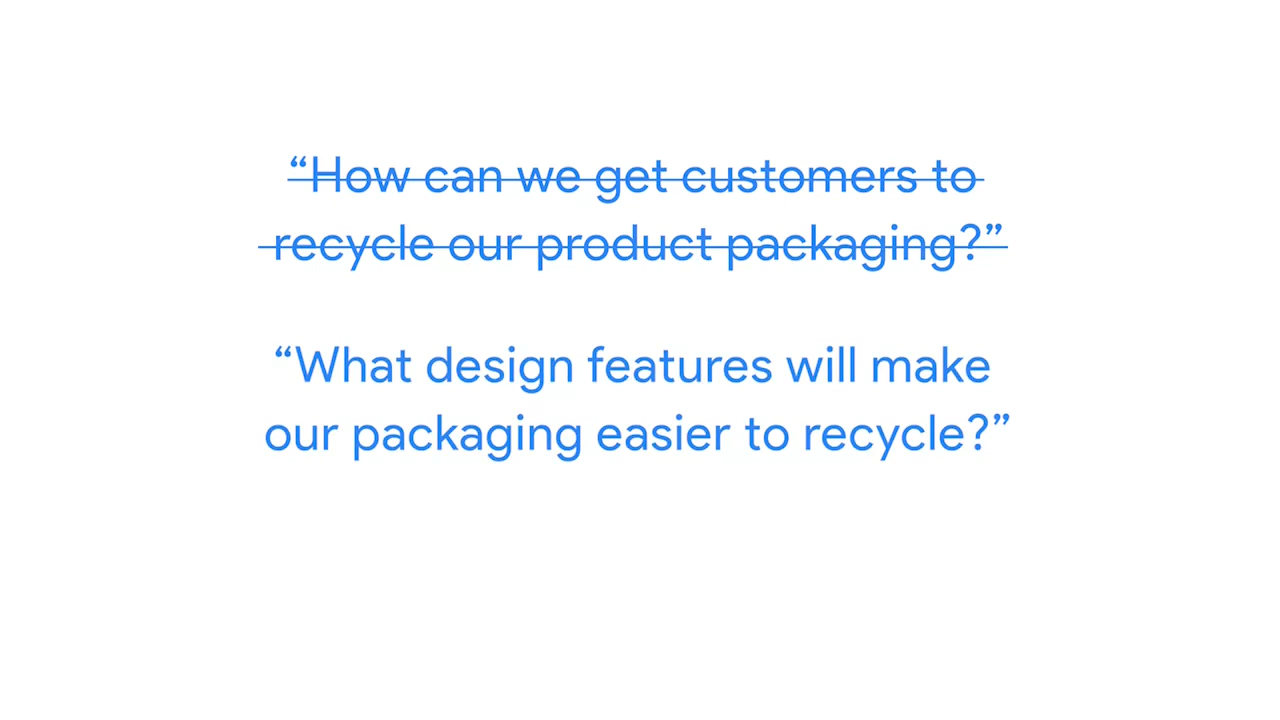 “How can we get customers to
recycle our product packaging?”
“What design features will make
our packaging easier to recycle?”